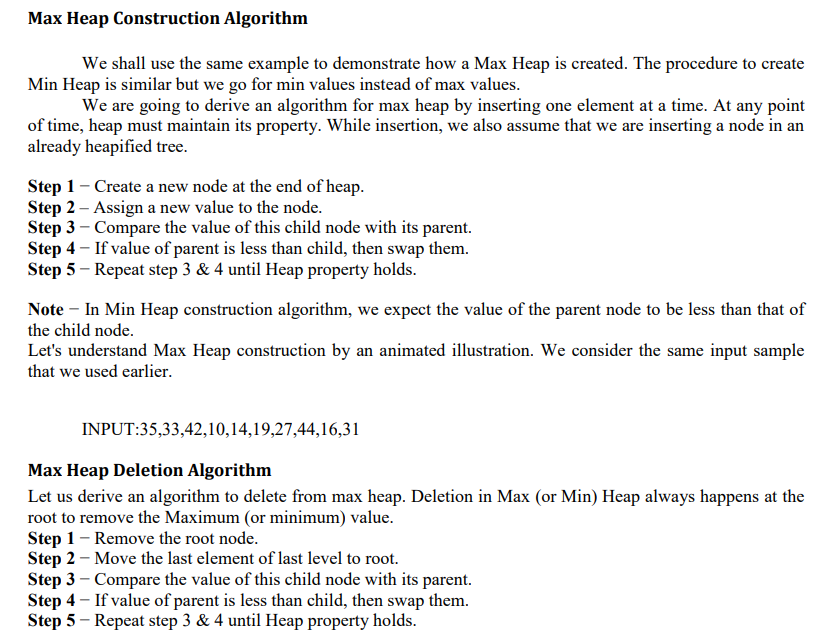 Max Heap Construction Algorithm
We shall use the same example to demonstrate how a Max Heap is created. The procedure to create
Min Heap is similar but we go for min values instead of max values.
We are going to derive an algorithm for max heap by inserting one element at a time. At any point
of time, heap must maintain its property. While insertion, we also assume that we are inserting a node in an
already heapified tree.
Step 1 − Create a new node at the end of heap.
Step 2 − Assign a new value to the node.
Step 3 − Compare the value of this child node with its parent.
Step 4 − If value of parent is less than child, then swap them.
Step 5 − Repeat step 3 & 4 until Heap property holds.
Note − In Min Heap construction algorithm, we expect the value of the parent node to be less than that of
the child node.
Let's understand Max Heap construction by an animated illustration. We consider the same input sample
that we used earlier.
INPUT:35,33,42,10,14,19,27,44,16,31
Max Heap Deletion Algorithm
Let us derive an algorithm to delete from max heap. Deletion in Max (or Min) Heap always happens at the
root to remove the Maximum (or minimum) value.
Step 1 − Remove the root node.
Step 2 − Move the last element of last level to root.
Step 3 − Compare the value of this child node with its parent.
Step 4 − If value of parent is less than child, then swap them.
Step 5 − Repeat step 3 & 4 until Heap property holds.